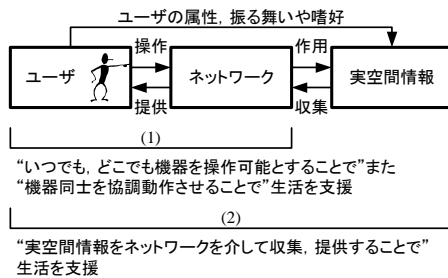 ユーザの属性，振る舞いや嗜好
操作
作用
ユーザ
ネットワーク
実空間情報
提供
収集
(1)
“いつでも，どこでも機器を操作可能とすることで”また
“機器同士を協調動作させることで”生活を支援
(2)
“実空間情報をネットワークを介して収集，提供することで”
生活を支援